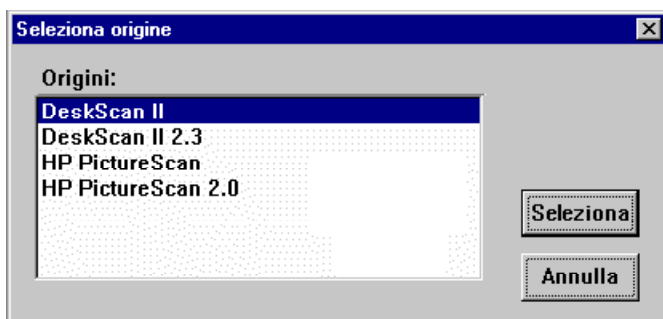 Seleziona origine
Origini:
DeskScan II
DeskScan II 2.3
HP PictureScan
HP PictureScan 2.0
Seleziona
Annulla